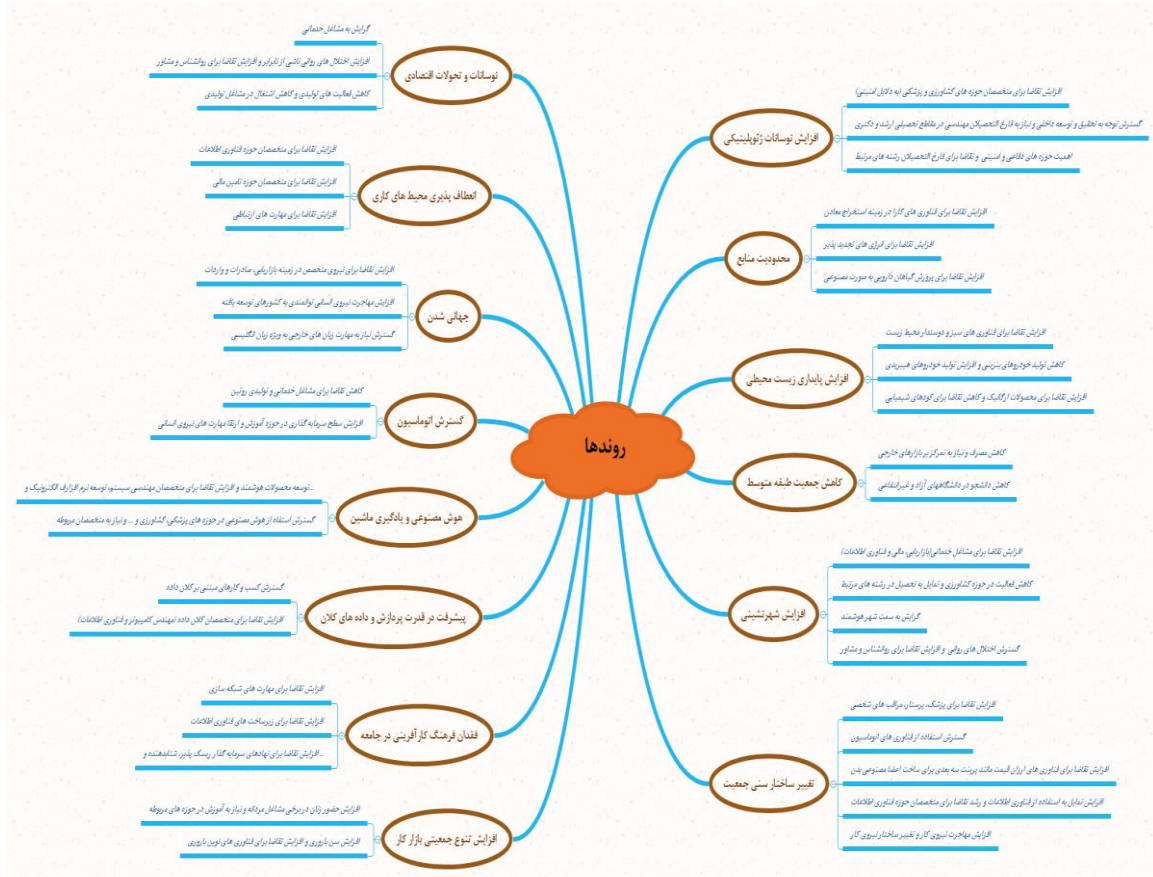 روندها
افزایش نوسانات ژئوپلیتیکی
افزایش تقاضا برای متخصصان حوزه های کشاورزی و پزشکی (به دلایل امنیتی)
گسترش توجه به تحقیق و توسعه داخلی و نیاز به فارغ التحصیلان مهندسی در مقاطع تحصیلی ارشد و دکتری
اهمیت حوزه های دفاعی و امنیتی و تقاضا برای فارغ التحصیلان رشته های مرتبط
محدودیت منابع
افزایش تقاضا برای فناوری های کارا در زمینه استخراج معادن
افزایش تقاضا برای انرژی های تجدید پذیر
افزایش تقاضا برای پرورش گیاهان دارویی به صورت مصنوعی
افزایش پایداری زیست محیطی
افزایش تقاضا برای فناوری های سبز و دوستدار محیط زیست
کاهش تولید خودروهای بنزینی و افزایش تولید خودروهای هیبریدی
افزایش تقاضا برای محصولات ارگانیک و کاهش تقاضا برای کودهای شیمیایی
کاهش جمعیت طبقه متوسط
کاهش مصرف و نیاز به تمرکز بر بازارهای خارجی
کاهش دانشجو در دانشگاههای آزاد و غیرانتفاعی
افزایش شهرنشینی
افزایش تقاضا برای مشاغل خدماتی(بازاریابی، مالی و فناوری اطلاعات)
کاهش فعالیت در حوزه کشاورزی و تمایل به تحصیل در رشته های مرتبط
گرایش به سمت شهر هوشمند
گسترش اختلال های روانی و افزایش تقاضا برای روانشناس و مشاور
تغییر ساختار سنی جمعیت
افزایش تقاضا برای پزشک، پرستار، مراقب های شخصی
گسترش استفاده از فناوری های اتوماسیون
افزایش تقاضا برای فناوری های ارزان قیمت مانند پرینت سه بعدی برای ساخت اعضا مصنوعی بدن
افزایش تمایل به استفاده از فناوری اطلاعات و رشد تقاضا برای متخصصان حوزه فناوری اطلاعات
افزایش مهاجرت نیروی کار و تغییر ساختار نیروی کار
نوسانات و تحولات اقتصادی
گرایش به مشاغل خدماتی
افزایش اختلال های روانی ناشی از نابرابر و افزایش تقاضا برای روانشناس و مشاور
کاهش فعالیت های تولیدی و کاهش اشتغال در مشاغل تولیدی
انعطاف پذیری محیط های کاری
افزایش تقاضا برای متخصصان حوزه فناوری اطلاعات
افزایش تقاضا برای متخصصان حوزه تامین مالی
افزایش تقاضا برای مهارت های ارتباطی
جهانی شدن
افزایش تقاضا برای نیروی متخصص در زمینه بازاریابی، صادرات و واردات
افزایش مهاجرت نیروی انسانی توانمندی به کشورهای توسعه یافته
گسترش نیاز به مهارت زبان های خارجی به ویژه زبان انگلیسی
گسترش اتوماسیون
کاهش تقاضا برای مشاغل خدماتی و تولیدی روتین
افزایش سطح سرمایه گذاری در حوزه آموزش و ارتقا مهارت های نیروی انسانی
هوش مصنوعی و یادگیری ماشین
توسعه محصولات هوشمند و افزایش تقاضا برای متخصصان مهندسی سیستم، توسعه نرم افزارف الکترونیک و ...
گسترش استفاد از هوش مصنوعی در حوزه های پزشکی، کشاورزی و ... و نیاز به متخصصان مربوطه
پیشرفت در قدرت پردازش و داده های کلان
گسترش کسب و کارهای مبتنی بر کلان داده
افزایش تقاضا برای متخصصان کلان داده (مهندس کامپیوتر و فناوری اطلاعات)
فقدان فرهنگ کارآفرینی در جامعه
افزایش تقاضا برای مهارت های شبکه سازی
افزایش تقاضا برای زیرساخت های فناوری اطلاعات
افزایش تقاضا برای نهادهای سرمایه گذار ریسک پذیر، شتابدهنده و ...
افزایش تنوع جمعیتی بازار کار
افزایش حضور زنان در برخی مشاغل مردانه و نیاز به آموزش در حوزه های مربوطه
افزایش سن باروری و افزایش تقاضا برای فناوری های نوین باروری